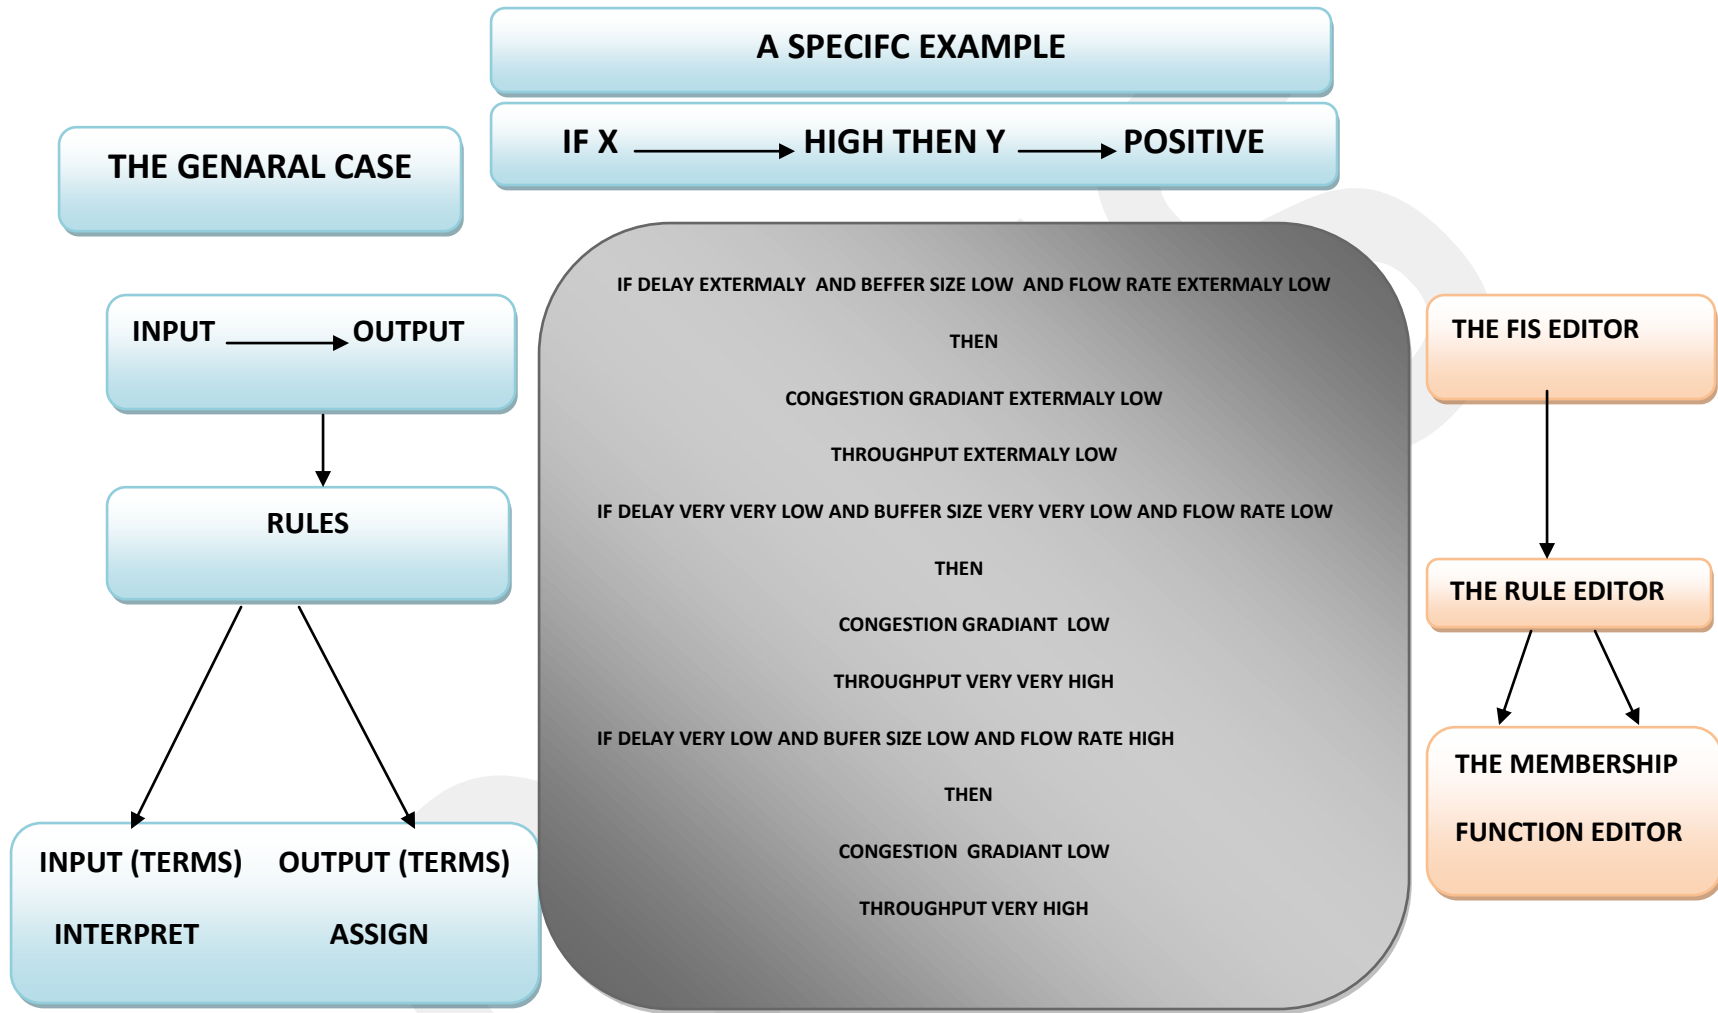 A SPECIFC EXAMPLE
IF X HIGH THEN Y POSITIVE
THE GENARAL CASE
INPUT OUTPUT
RULES
INPUT (TERMS) OUTPUT (TERMS)
INTERPRET ASSIGN
IF DELAY EXTERMALY AND BEFFER SIZE LOW AND FLOW RATE EXTERMALY LOW
THEN
CONGESTION GRADIANT EXTERMALY LOW
THROUGHPUT EXTERMALY LOW
IF DELAY VERY VERY LOW AND BUFFER SIZE VERY VERY LOW AND FLOW RATE LOW
THEN
CONGESTION GRADIANT LOW
THROUGHPUT VERY VERY HIGH
IF DELAY VERY LOW AND BUFER SIZE LOW AND FLOW RATE HIGH
THEN
CONGESTION GRADIANT LOW
THROUGHPUT VERY HIGH
THE FIS EDITOR
THE RULE EDITOR
THE MEMBERSHIP
FUNCTION EDITOR